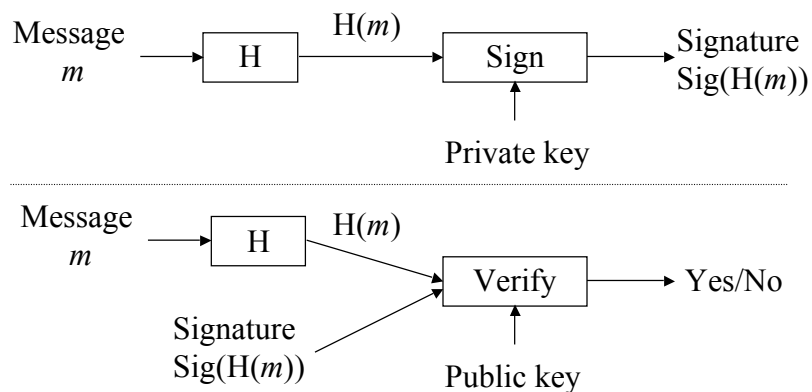 Message
m
H
H(m)
Sign
Signature
Sig(H(m))
Private key
Message
m
H
H(m)
Signature
Sig(H(m))
Verify
Yes/No
Public key